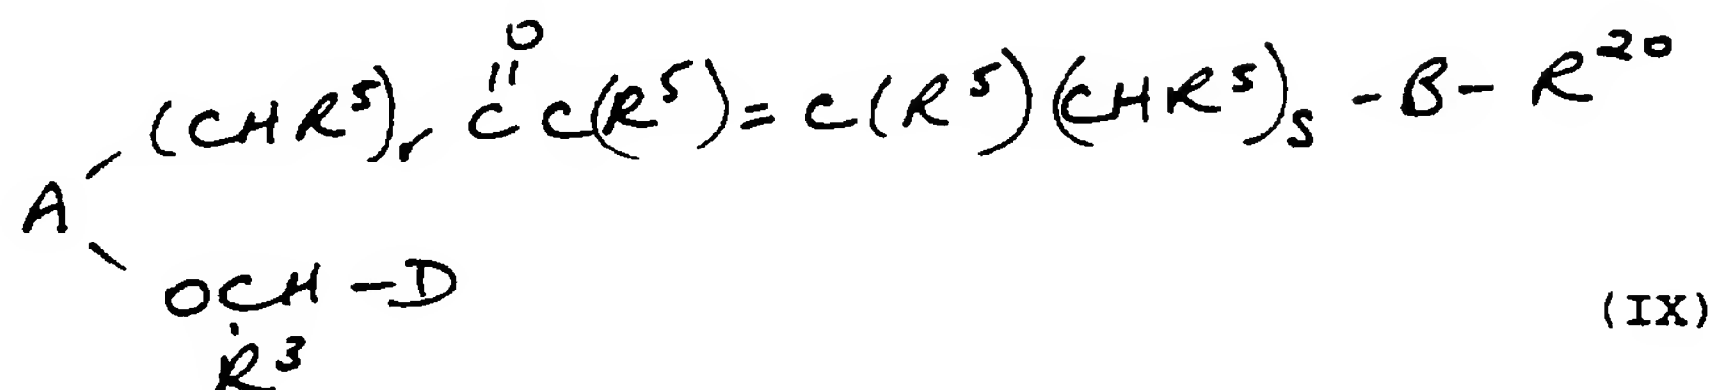 O
(CHR⁵)ᵣ C C(R⁵)=C(R⁵)(CHR⁵)ₛ -B- R²⁰
A
OCH-D
(IX)
R³